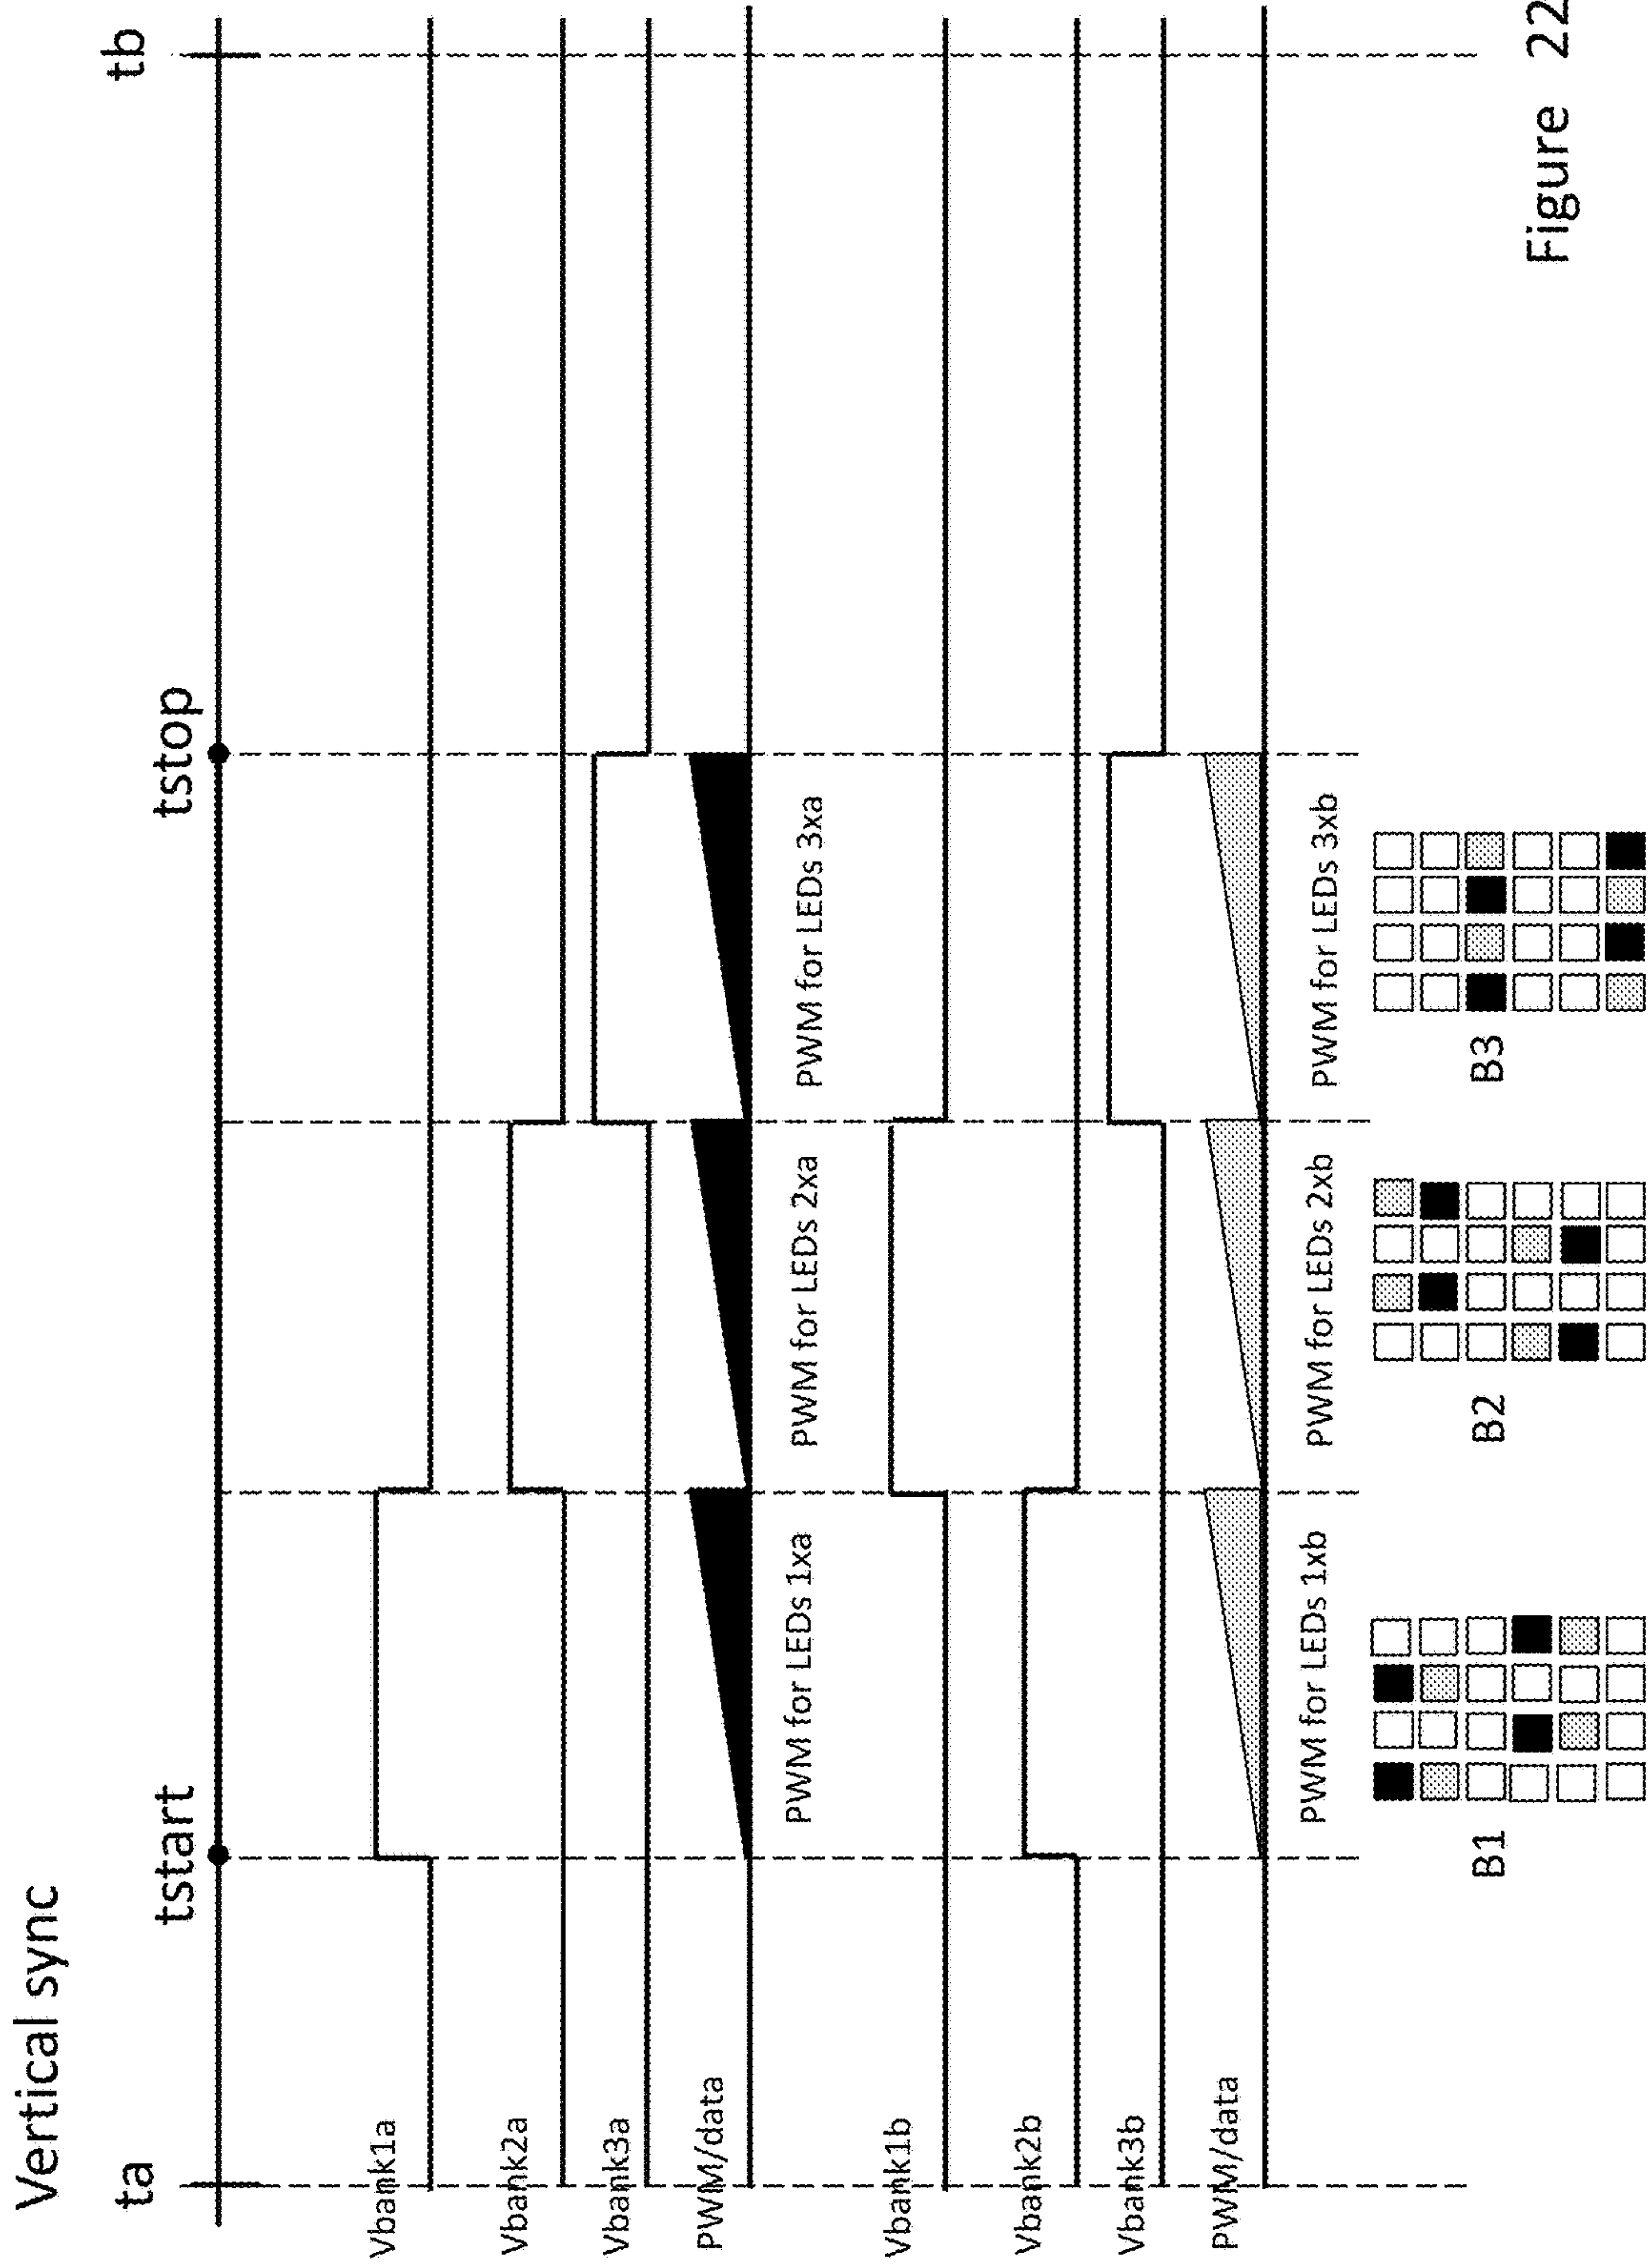 Vertical sync
ta
tstart
tstop
tb
Vbank1a
Vbank2a
Vbank3a
PWM/data
PWM for LEDs 1xa
PWM for LEDs 2xa
PWM for LEDs 3xa
Vbank1b
Vbank2b
Vbank3b
PWM/data
PWM for LEDs 1xb
PWM for LEDs 2xb
PWM for LEDs 3xb
B1
B2
B3
Figure 22